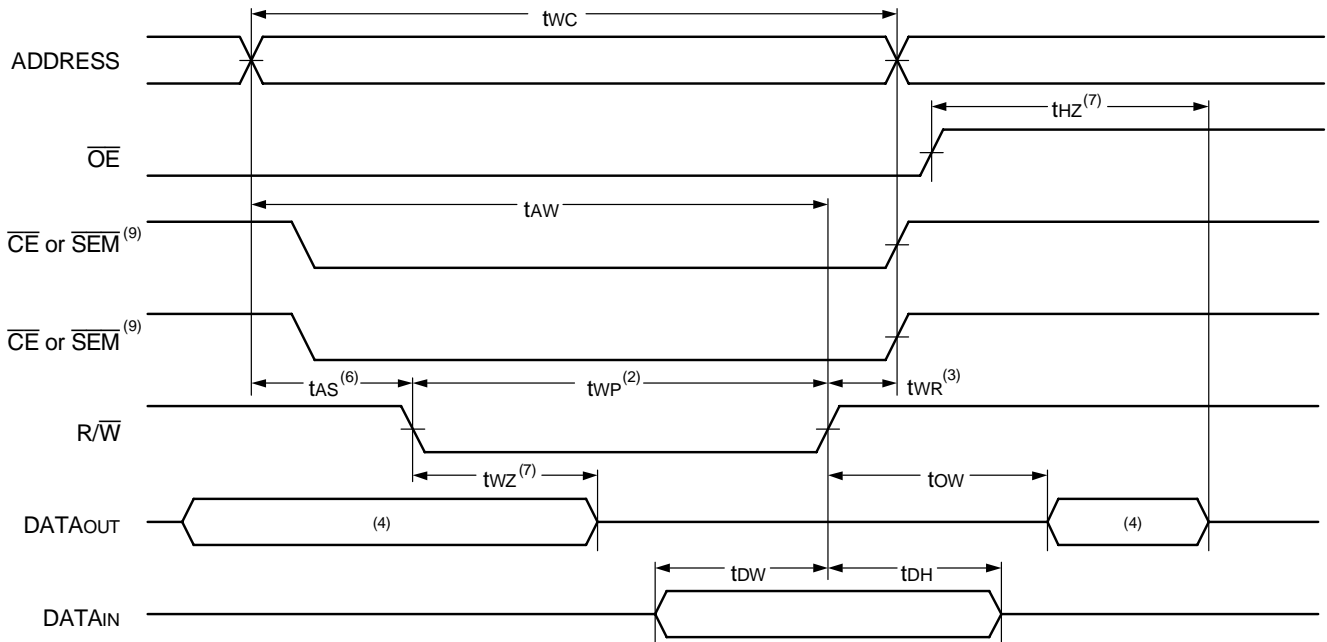 tWC
ADDRESS
tHZ(7)
OE
tAW
CE or SEM(9)
CE or SEM(9)
tAS(6)
tWP(2)
tWR(3)
R/W
tWZ(7)
tOW
DATAOUT
(4)
(4)
tDW
tDH
DATAIN